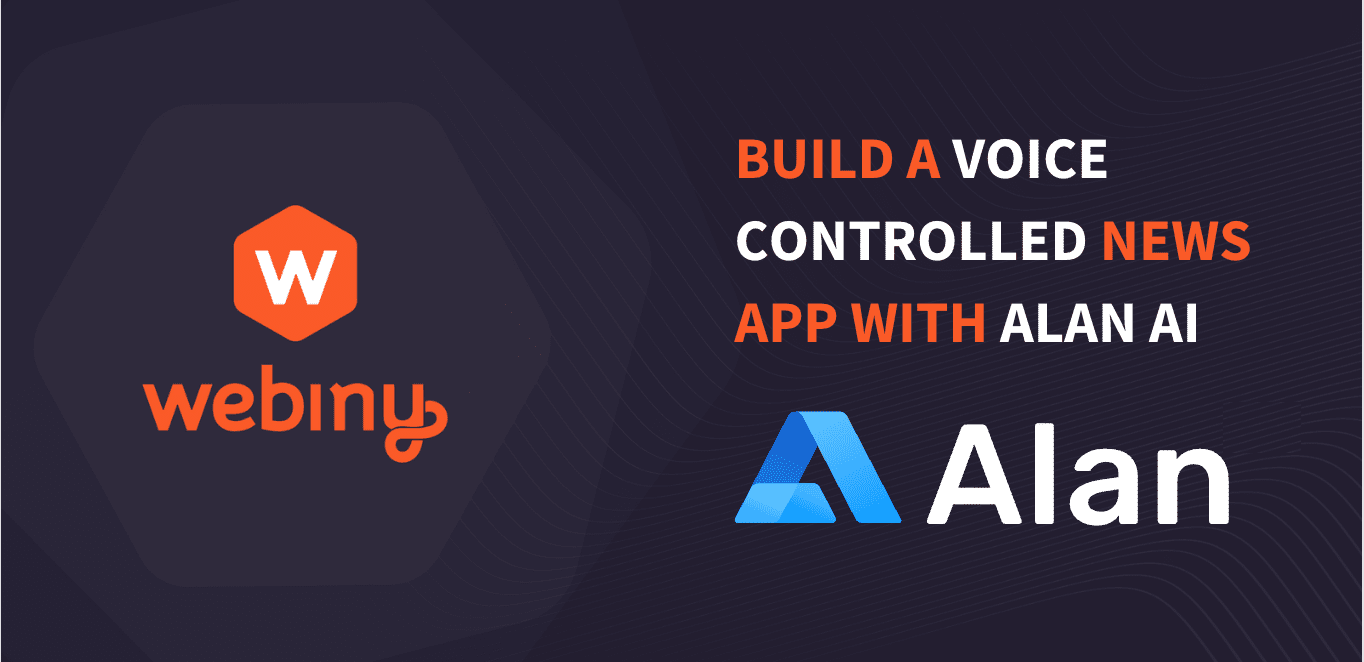 W
webiny
BUILD A VOICE
CONTROLLED NEWS
APP WITH ALAN AI
Alan